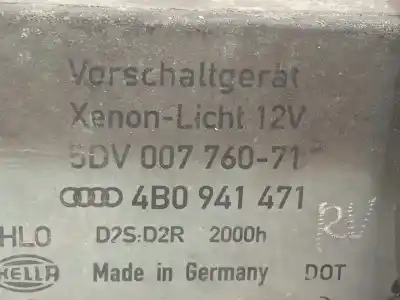 Vorschaltgerät
Xenon-Licht 12V
5DV 007 760-71
4B0 941 471
HLO D2S:D2R 2000h
HELLA Made in Germany DOT